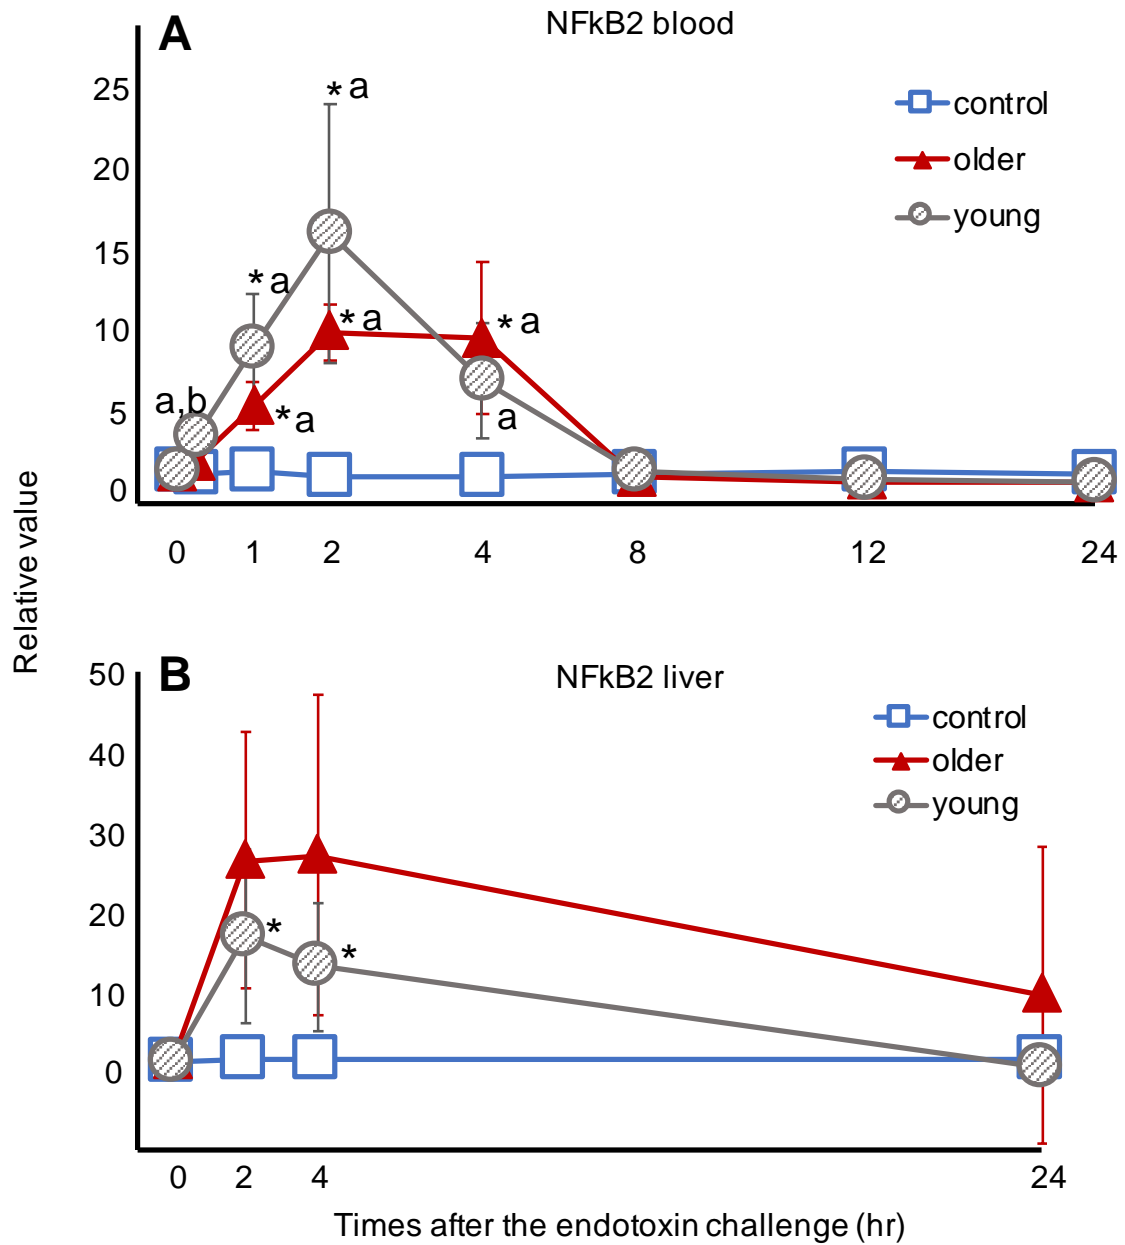 A
NFkB2 blood
25
20
15
10
5
0
* a
* a
* a
* a
a,b
* a
a
control
older
young
0 1 2 4 8 12 24
Relative value
B
NFkB2 liver
50
40
30
20
10
0
*
*
control
older
young
0 2 4 24
Times after the endotoxin challenge (hr)